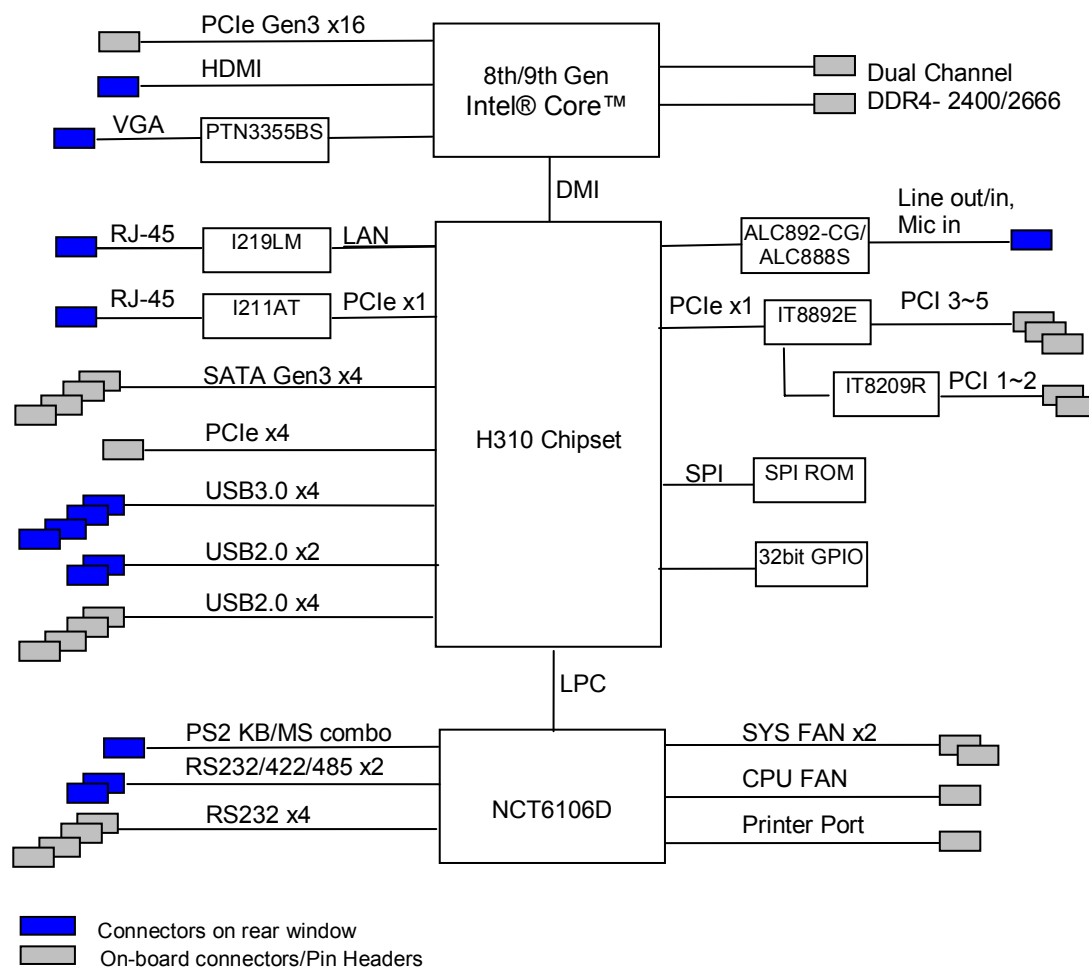 PCIe Gen3 x16
HDMI
VGA
PTN3355BS
8th/9th Gen
Intel® Core™
Dual Channel
DDR4- 2400/2666
DMI
RJ-45
I219LM
LAN
RJ-45
I211AT
PCIe x1
SATA Gen3 x4
PCIe x4
USB3.0 x4
USB2.0 x2
USB2.0 x4
H310 Chipset
ALC892-CG/
ALC888S
Line out/in,
Mic in
PCIe x1
IT8892E
PCI 3~5
IT8209R
PCI 1~2
SPI
SPI ROM
32bit GPIO
LPC
PS2 KB/MS combo
RS232/422/485 x2
RS232 x4
NCT6106D
SYS FAN x2
CPU FAN
Printer Port
Connectors on rear window
On-board connectors/Pin Headers